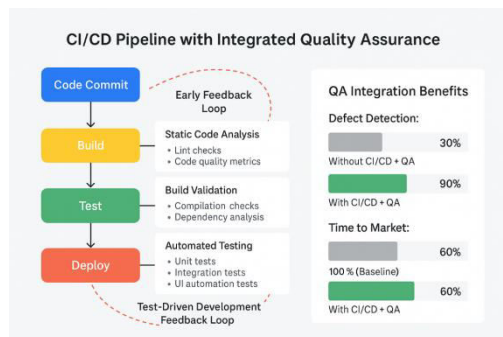 CI/CD Pipeline with Integrated Quality Assurance
Code Commit
Early Feedback
Loop
Build
Static Code Analysis
• Lint checks
• Code quality metrics
Test
Build Validation
• Compilation checks
• Dependency analysis
Deploy
Automated Testing
• Unit tests
• Integration tests
• UI automation tests
Test-Driven Development
Feedback Loop
QA Integration Benefits
Defect Detection:
30%
Without CI/CD + QA
90%
With CI/CD + QA
Time to Market:
60%
100 % (Baseline)
60%
With CI/CD + QA